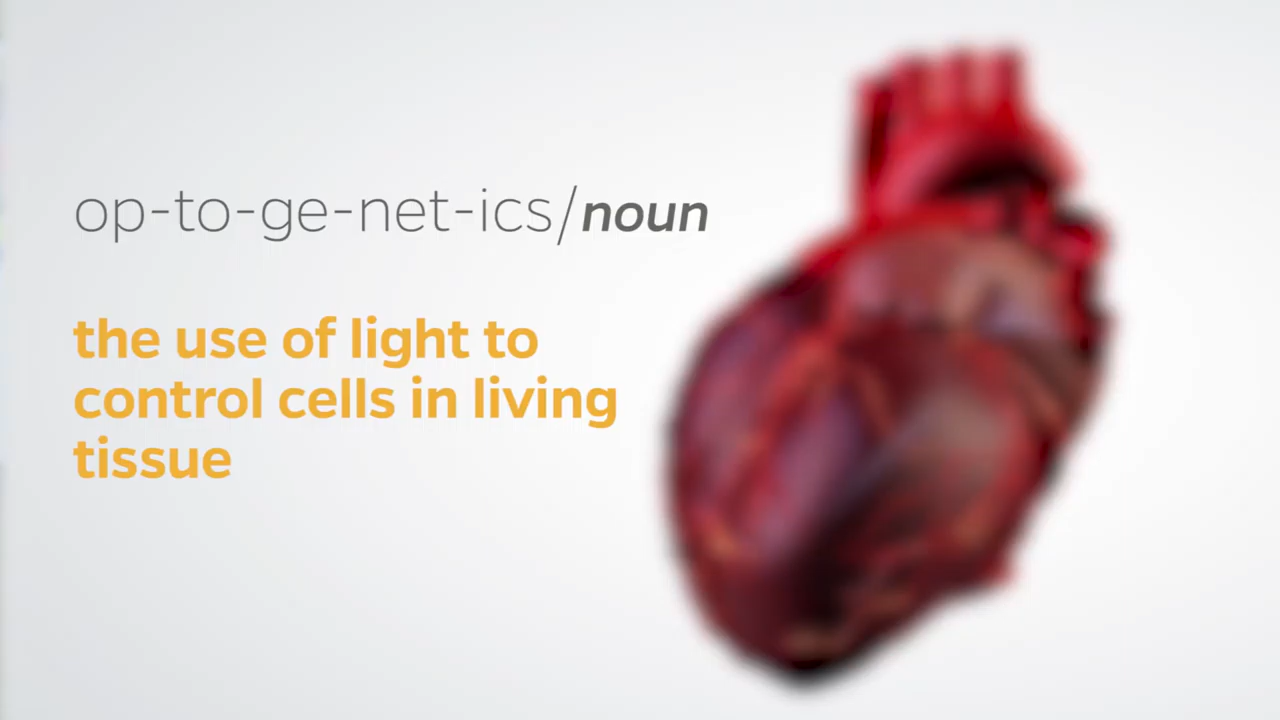 op-to-ge-net-ics/noun
the use of light to
control cells in living
tissue